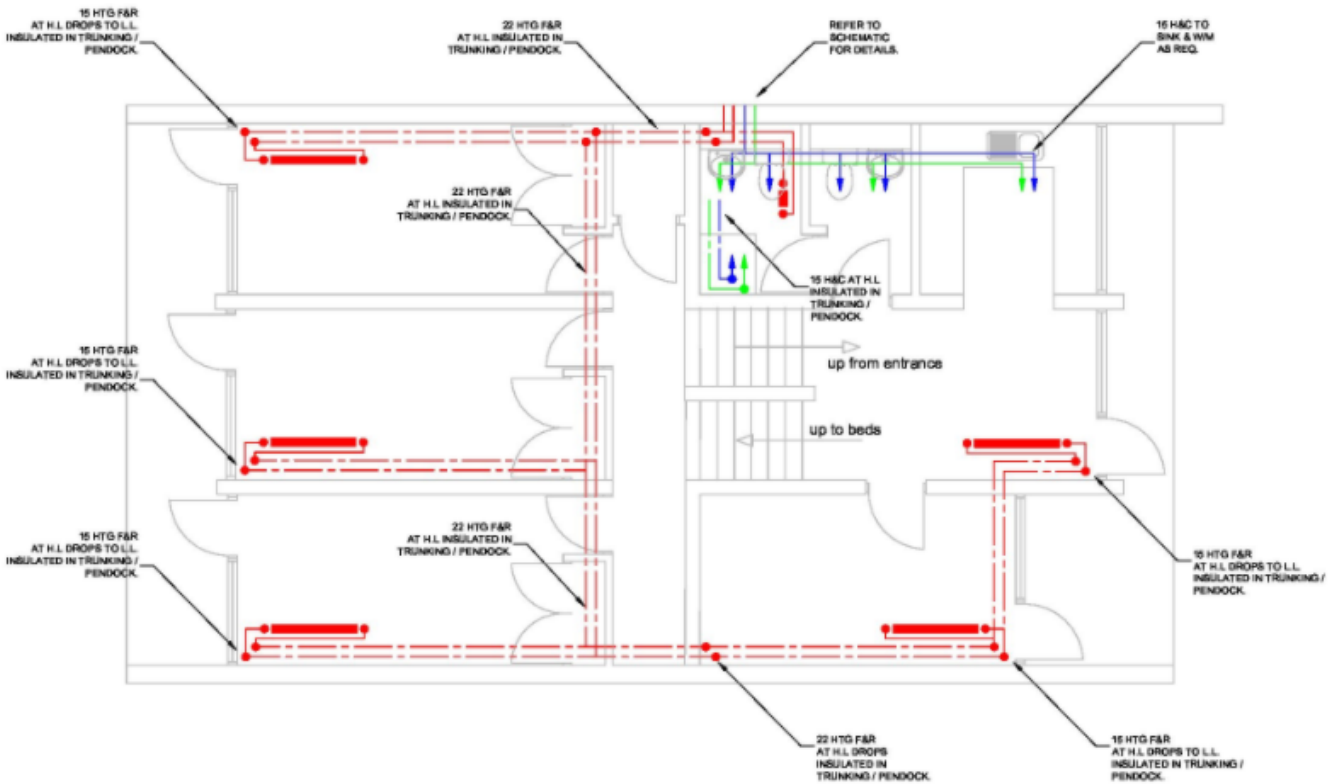 15 HTG F&R
AT H.L DROPS TO L.L.
INSULATED IN TRUNKING /
PENDOCK.
22 HTG F&R
AT H.L INSULATED IN
TRUNKING / PENDOCK.
REFER TO
SCHEMATIC
FOR DETAILS.
15 H&C TO
SINK & W/M
AS REQ.
22 HTG F&R
AT H.L INSULATED IN
TRUNKING / PENDOCK.
15 H&C AT H.L
INSULATED IN
TRUNKING /
PENDOCK.
15 HTG F&R
AT H.L DROPS TO L.L.
INSULATED IN TRUNKING /
PENDOCK.
up from entrance
up to beds
15 HTG F&R
AT H.L DROPS TO L.L.
INSULATED IN TRUNKING /
PENDOCK.
22 HTG F&R
AT H.L INSULATED IN
TRUNKING / PENDOCK.
15 HTG F&R
AT H.L DROPS TO L.L.
INSULATED IN TRUNKING /
PENDOCK.
22 HTG F&R
AT H.L DROPS
INSULATED IN
TRUNKING / PENDOCK.
15 HTG F&R
AT H.L DROPS TO L.L.
INSULATED IN TRUNKING /
PENDOCK.